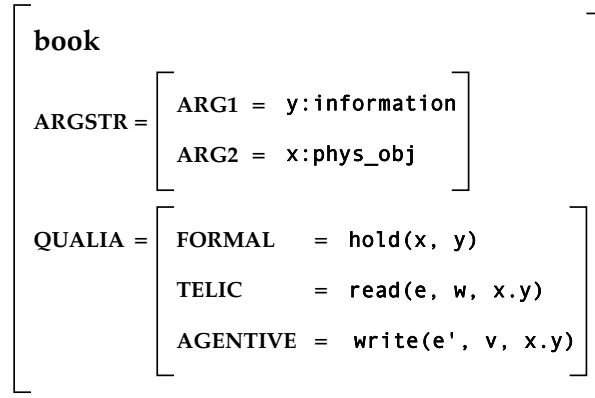 book
ARGSTR =
ARG1 = y:information
ARG2 = x:phys_obj
QUALIA =
FORMAL = hold(x, y)
TELIC = read(e, w, x.y)
AGENTIVE = write(e', v, x.y)